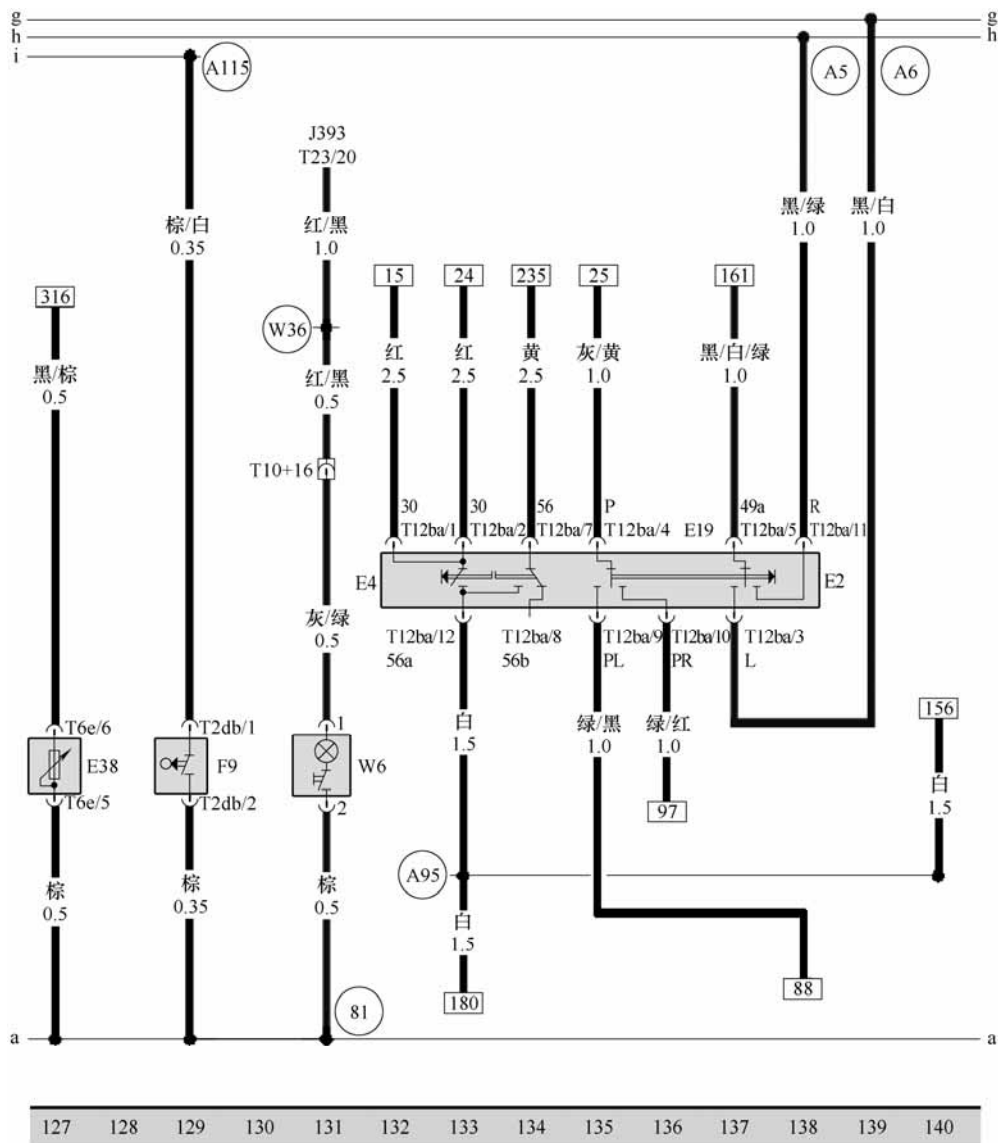 g g
h h
i
A115 A5 A6
J393
T23/20
棕/白 红/黑 黑/绿 黑/白
0.35 1.0 1.0 1.0
15 24 235 25 161
316
W36
红 红 黄 灰/黄 黑/白/绿
2.5 2.5 2.5 1.0 1.0
黑/棕 红/黑
0.5 0.5
T10+16
30 30 56 P 49a R
T12ba/1 T12ba/2 T12ba/7 T12ba/4 E19 T12ba/5 T12ba/11
E4 E2
灰/绿
0.5
T12ba/12 T12ba/8 T12ba/9 T12ba/10 T12ba/3
56a 56b PL PR L
T6e/6 T2db/1 1
白 绿/黑 绿/红 156
1.5 1.0 1.0
E38 F9 W6
T6e/5 T2db/2 2
97
白
1.5
A95
棕 棕 棕
0.5 0.35 0.5
白
1.5
180 88
81
a a
127 128 129 130 131 132 133 134 135 136 137 138 139 140